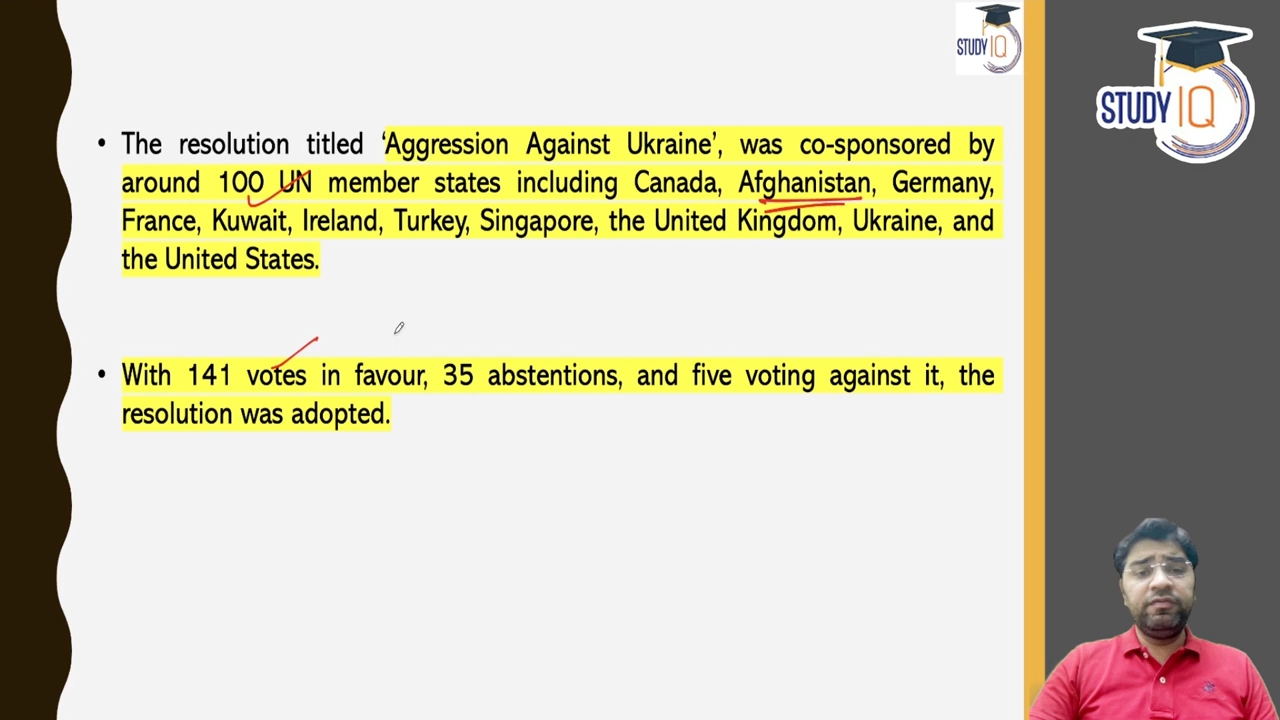 STUDY IQ
STUDY IQ
• The resolution titled ‘Aggression Against Ukraine’, was co-sponsored by
around 100 UN member states including Canada, Afghanistan, Germany,
France, Kuwait, Ireland, Turkey, Singapore, the United Kingdom, Ukraine, and
the United States.
• With 141 votes in favour, 35 abstentions, and five voting against it, the
resolution was adopted.